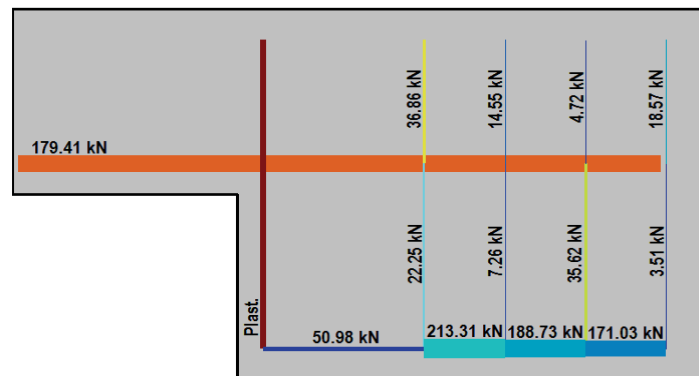 36.86 kN
14.55 kN
4.72 kN
18.57 kN
179.41 kN
22.25 kN
7.26 kN
35.62 kN
3.51 kN
Plast.
50.98 kN
213.31 kN
188.73 kN
171.03 kN